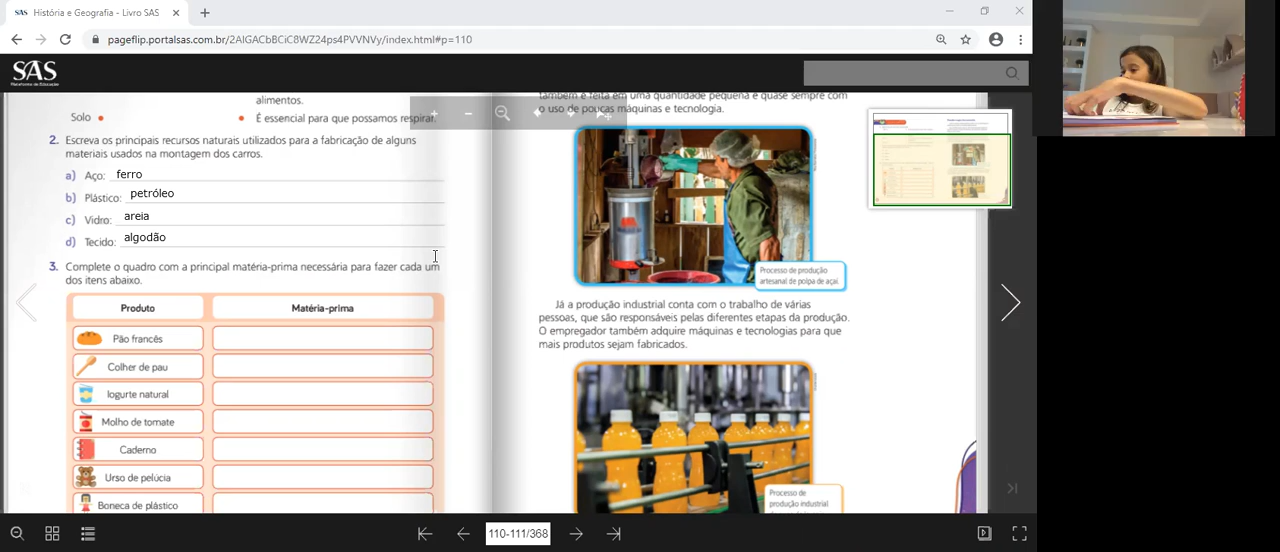 SAS História e Geografia - Livro SAS
pageflip.portalsas.com.br/2AIGACbBCiC8WZ24ps4PVVNVy/index.html#p=110
SAS
Plataforma de Educação
alimentos.
Solo
É essencial para que possamos respirar.
2. Escreva os principais recursos naturais utilizados para a fabricação de alguns
materiais usados na montagem dos carros.
a) Aço: ferro
b) Plástico: petróleo
c) Vidro: areia
d) Tecido: algodão
3. Complete o quadro com a principal matéria-prima necessária para fazer cada um
dos itens abaixo.
Produto Matéria-prima
Pão francês
Colher de pau
Iogurte natural
Molho de tomate
Caderno
Urso de pelúcia
Boneca de plástico
também é feita em uma quantidade pequena e quase sempre com
o uso de poucas máquinas e tecnologia.
Processo de produção
artesanal de polpa de açaí.
Já a produção industrial conta com o trabalho de várias
pessoas, que são responsáveis pelas diferentes etapas da produção.
O empregador também adquire máquinas e tecnologias para que
mais produtos sejam fabricados.
Processo de
produção industrial
110-111/368